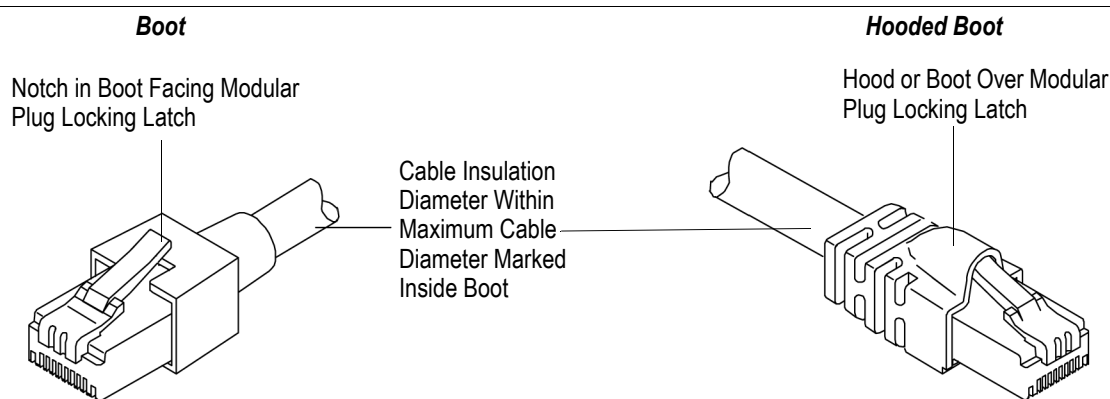 Boot
Hooded Boot
Notch in Boot Facing Modular
Plug Locking Latch
Hood or Boot Over Modular
Plug Locking Latch
Cable Insulation
Diameter Within
Maximum Cable
Diameter Marked
Inside Boot